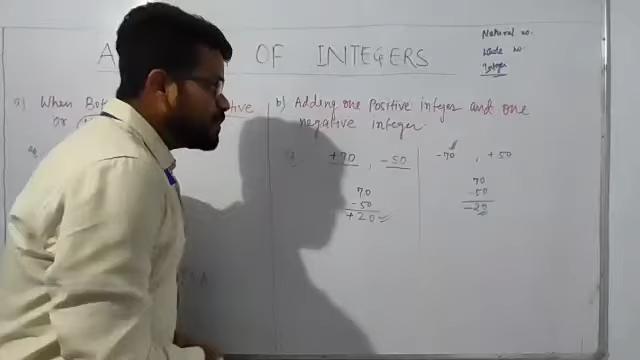 A OF INTEGERS
Natural no.
Whole no.
Integer
a) When Bot tive
or
b) Adding one Positive integer and one
negative integer.
+70 , -50
70
-50
+20
-70 , +50
70
-50
-20